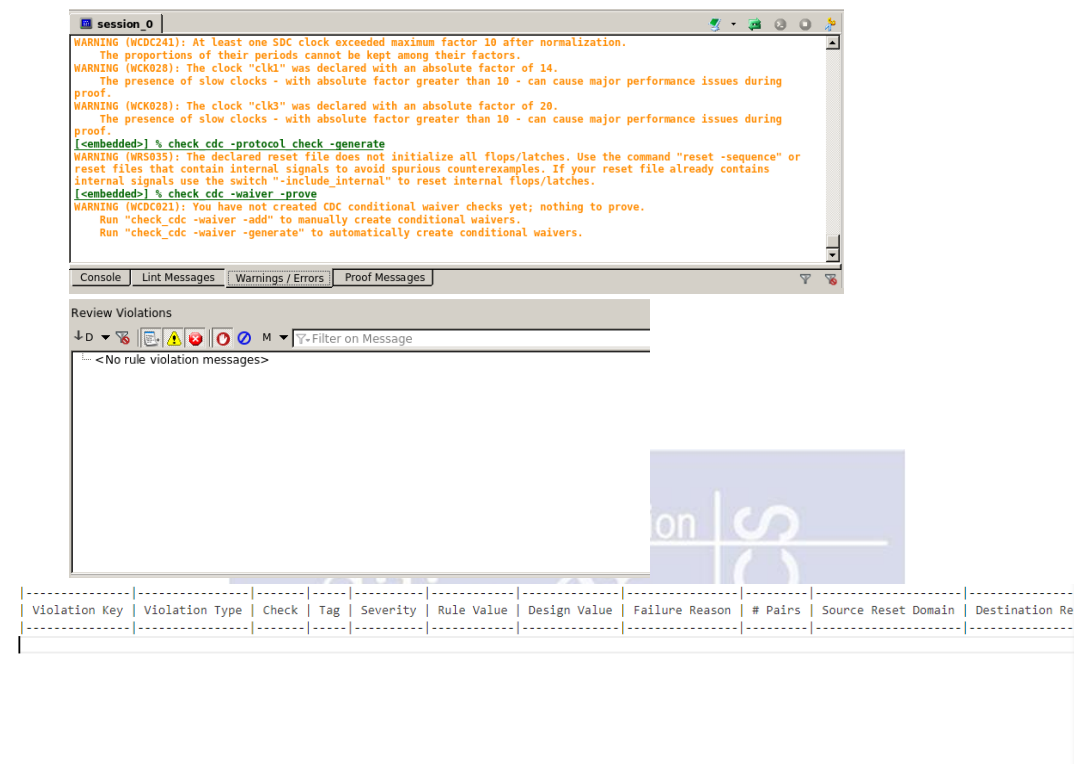 session_0
WARNING (WCDC241): At least one SDC clock exceeded maximum factor 10 after normalization.
The proportions of their periods cannot be kept among their factors.
WARNING (WCK028): The clock "clk1" was declared with an absolute factor of 14.
The presence of slow clocks - with absolute factor greater than 10 - can cause major performance issues during
proof.
WARNING (WCK028): The clock "clk3" was declared with an absolute factor of 20.
The presence of slow clocks - with absolute factor greater than 10 - can cause major performance issues during
proof.
[<embedded>] % check_cdc -protocol_check -generate
WARNING (WRS035): The declared reset file does not initialize all flops/latches. Use the command "reset -sequence" or
reset files that contain internal signals to avoid spurious counterexamples. If your reset file already contains
internal signals use the switch "-include_internal" to reset internal flops/latches.
[<embedded>] % check_cdc -waiver -prove
WARNING (WCDC021): You have not created CDC conditional waiver checks yet; nothing to prove.
Run "check_cdc -waiver -add" to manually create conditional waivers.
Run "check_cdc -waiver -generate" to automatically create conditional waivers.
Console Lint Messages Warnings / Errors Proof Messages
Review Violations
D M Filter on Message
<No rule violation messages>
ion
CS
|---------------|----------------|-------|-----|----------|------------|--------------|----------------|---------|---------------------|---------------
| Violation Key | Violation Type | Check | Tag | Severity | Rule Value | Design Value | Failure Reason | # Pairs | Source Reset Domain | Destination Re
|---------------|----------------|-------|-----|----------|------------|--------------|----------------|---------|---------------------|---------------